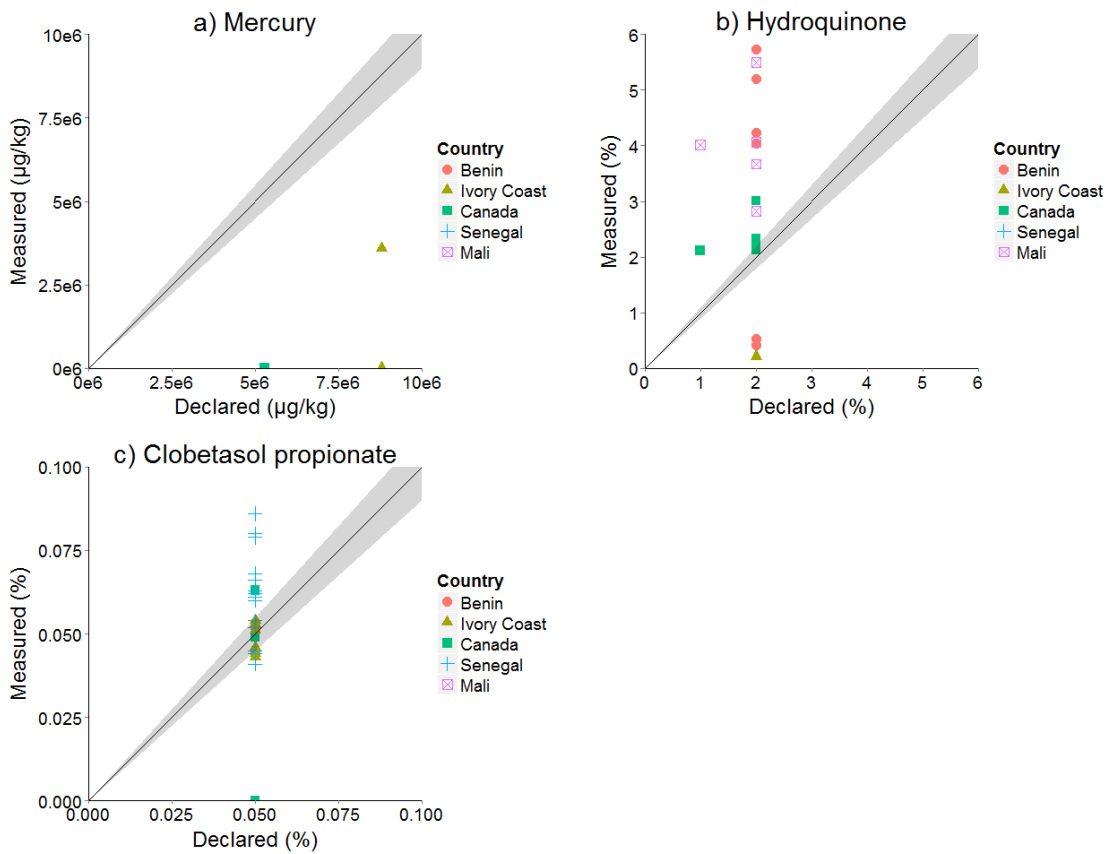 a) Mercury
10e6
7.5e6
5e6
2.5e6
0e6
Measured (µg/kg)
0e6 2.5e6 5e6 7.5e6 10e6
Declared (µg/kg)
Country
Benin
Ivory Coast
Canada
Senegal
Mali
b) Hydroquinone
6
5
4
3
2
1
0
Measured (%)
0 1 2 3 4 5 6
Declared (%)
Country
Benin
Ivory Coast
Canada
Senegal
Mali
c) Clobetasol propionate
0.100
0.075
0.050
0.025
0.000
Measured (%)
0.000 0.025 0.050 0.075 0.100
Declared (%)
Country
Benin
Ivory Coast
Canada
Senegal
Mali